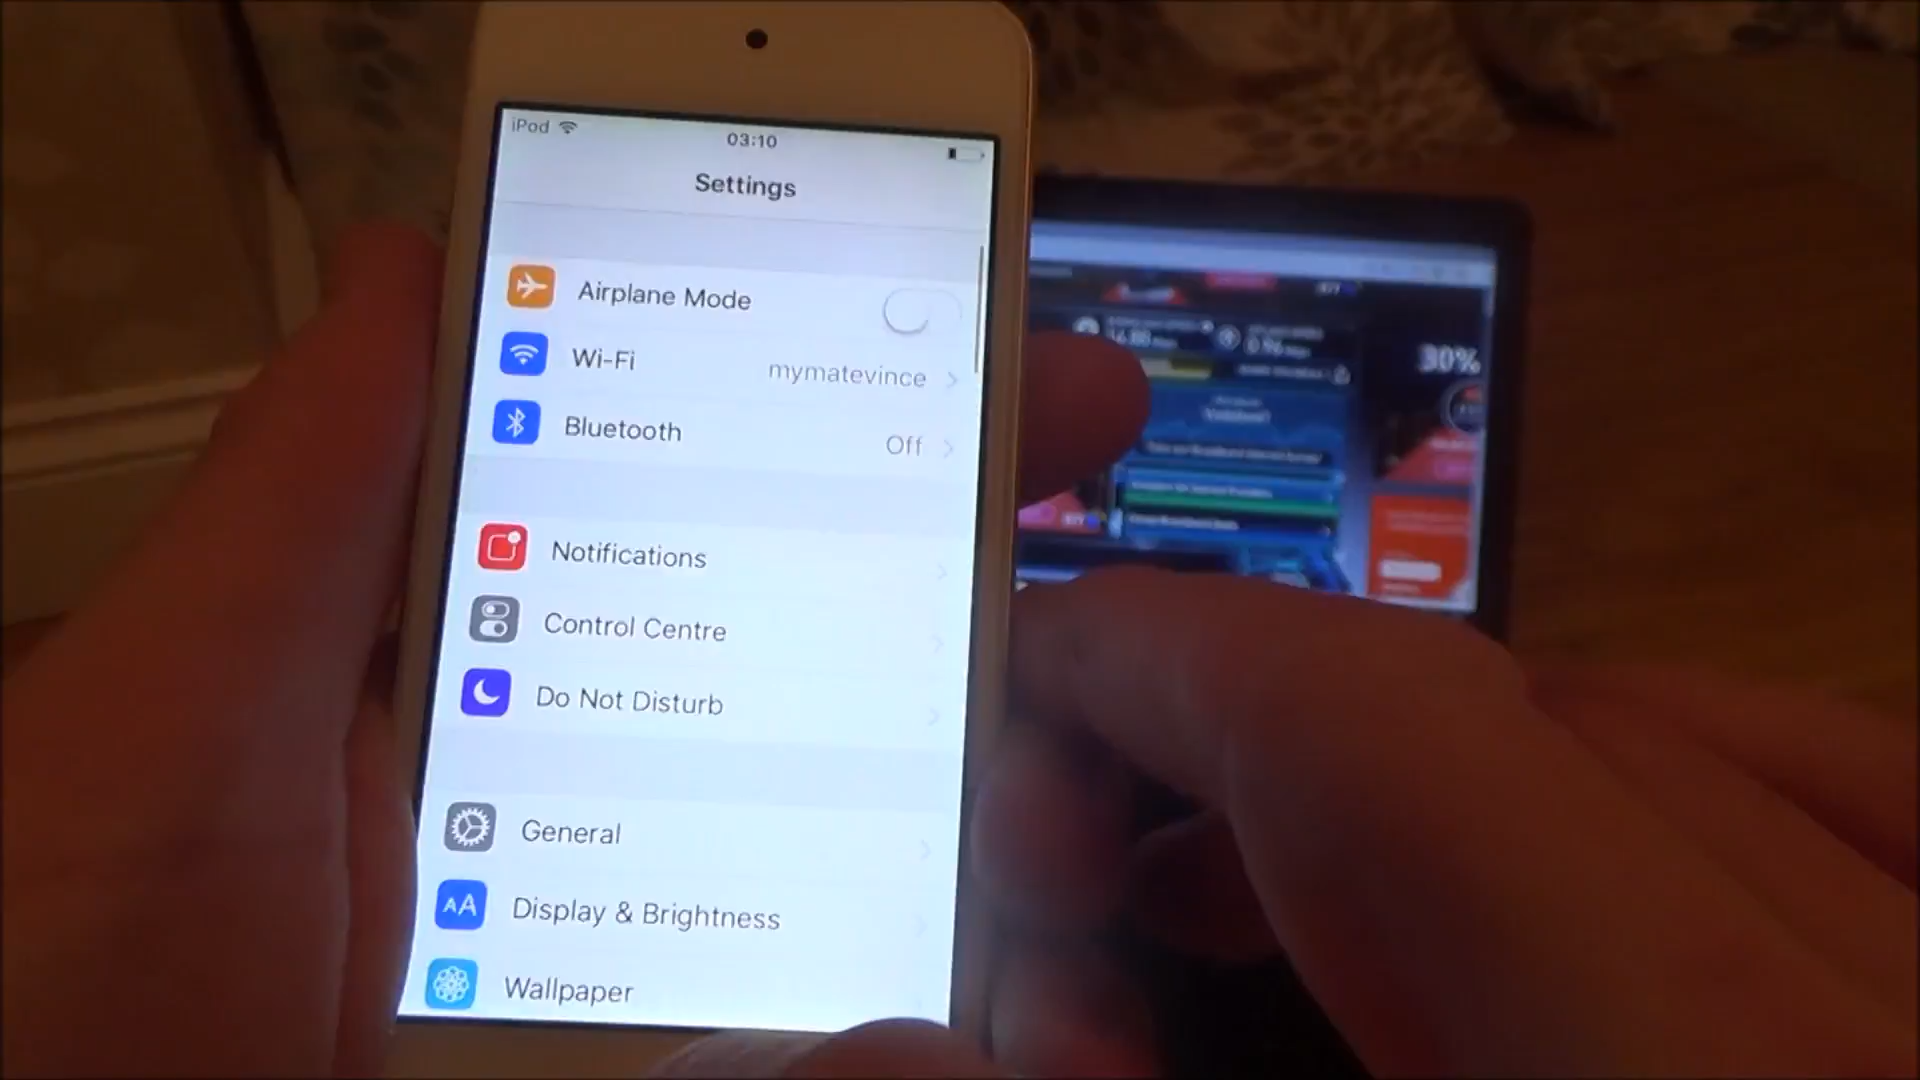 iPod
03:10
Settings
Airplane Mode
Wi-Fi mymatevince
Bluetooth Off
Notifications
Control Centre
Do Not Disturb
General
AA Display & Brightness
Wallpaper
30%